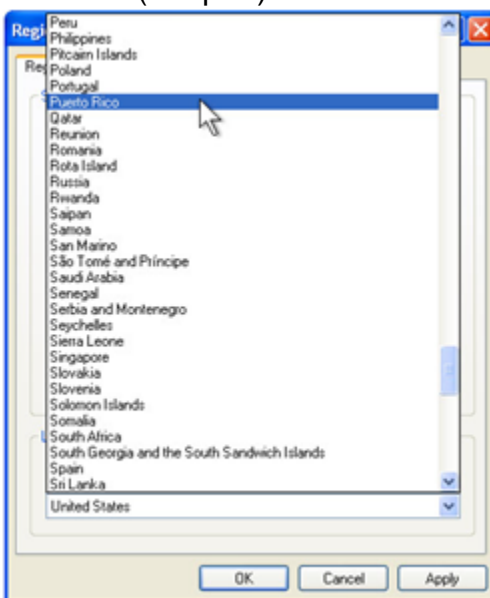 Regi
Reg
Peru
Philippines
Pitcairn Islands
Poland
Portugal
Puerto Rico
Qatar
Reunion
Romania
Rota Island
Russia
Rwanda
Saipan
Samoa
San Marino
São Tomé and Príncipe
Saudi Arabia
Senegal
Serbia and Montenegro
Seychelles
Sierra Leone
Singapore
Slovakia
Slovenia
Solomon Islands
Somalia
South Africa
South Georgia and the South Sandwich Islands
Spain
Sri Lanka
United States
OK Cancel Apply